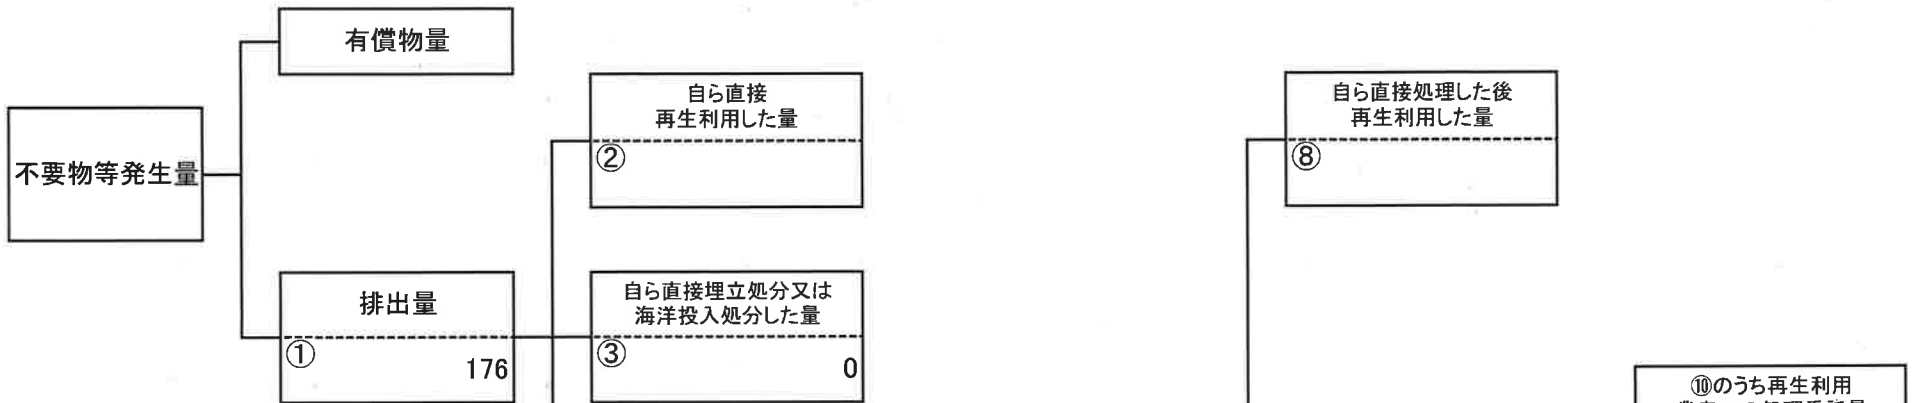 有償物量
自ら直接
再生利用した量
②
自ら直接処理した後
再生利用した量
⑧
不要物等発生量
排出量
①
176
自ら直接埋立処分又は
海洋投入処分した量
③
0
⑩のうち再生利用